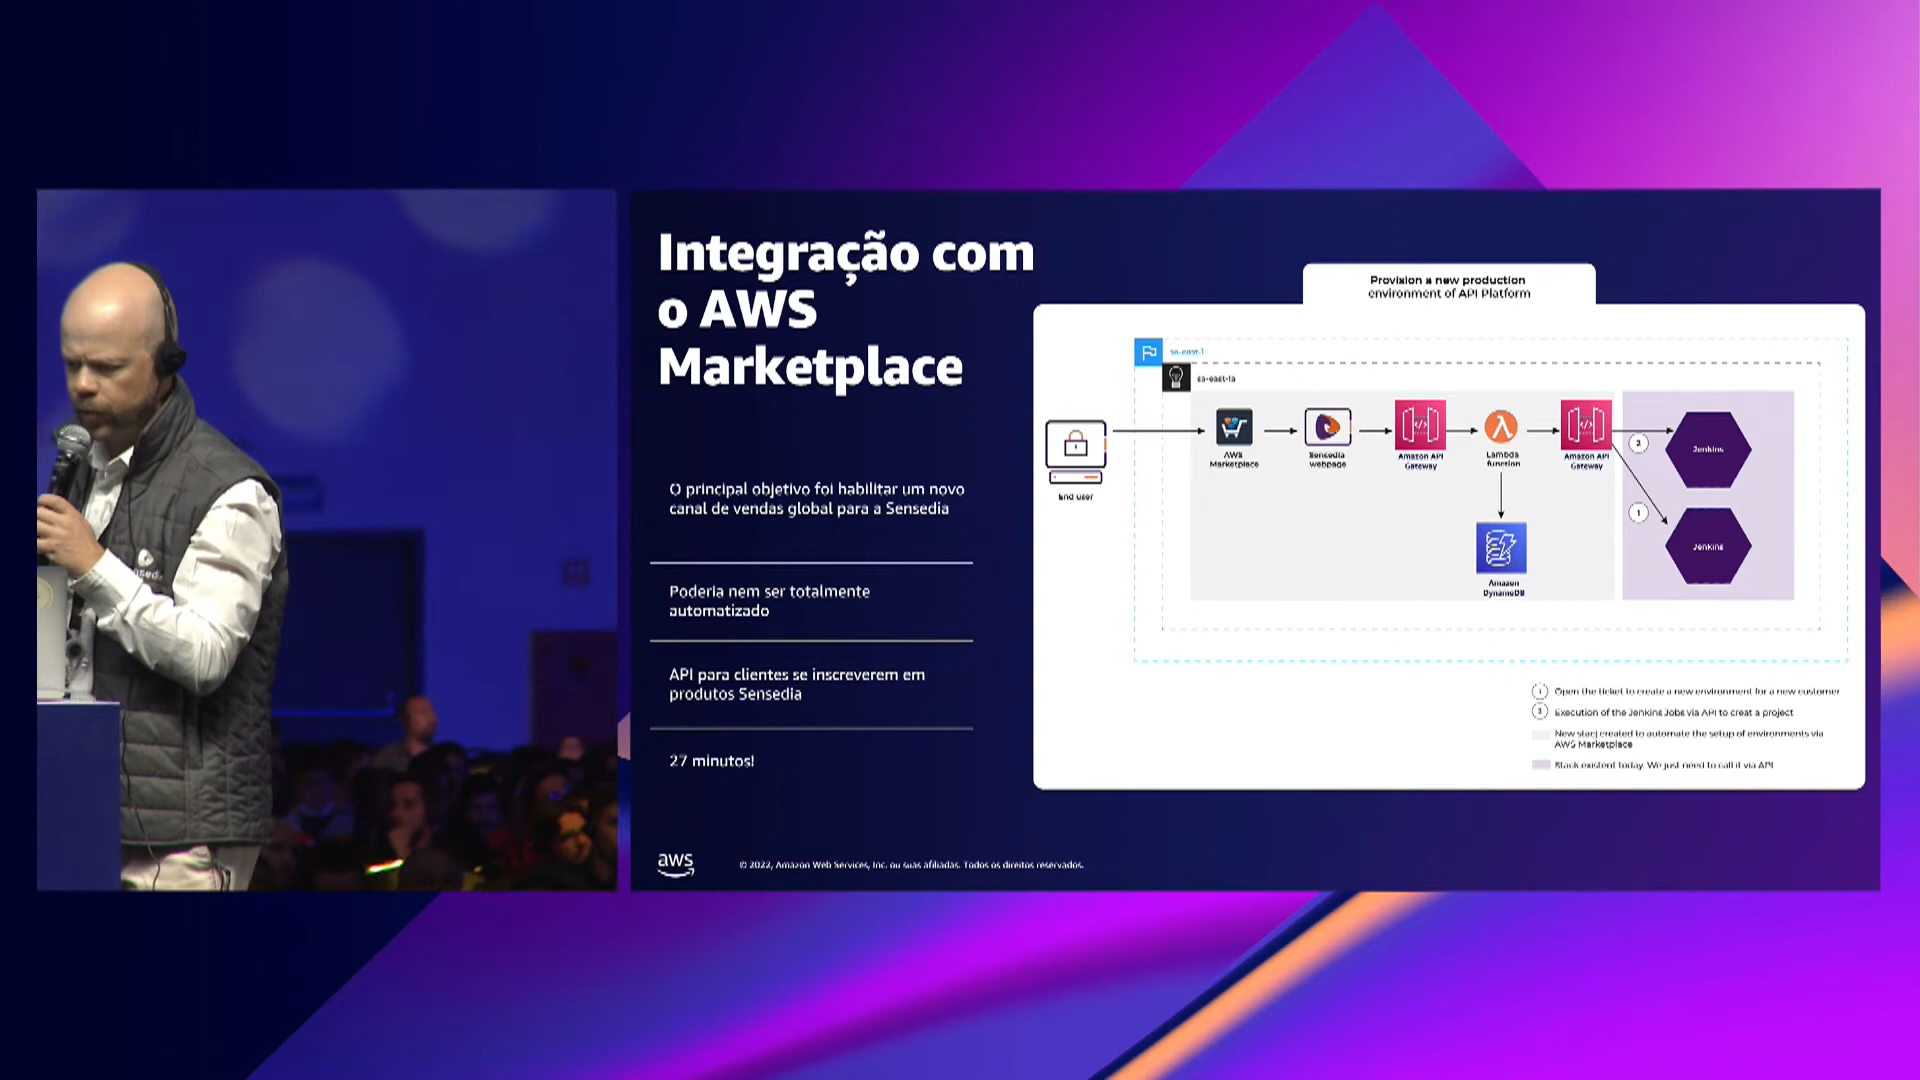 Integração com
o AWS
Marketplace
O principal objetivo foi habilitar um novo
canal de vendas global para a Sensedia
Poderia nem ser totalmente
automatizado
API para clientes se inscreverem em
produtos Sensedia
27 minutos!
aws
© 2022, Amazon Web Services, Inc. ou suas afiliadas. Todos os direitos reservados.
Provision a new production
environment of API Platform
sa-east-1
sa-east-1a
End user
AWS
Marketplace
Sensedia
webpage
Amazon API
Gateway
Lambda
function
Amazon API
Gateway
Amazon
DynamoDB
2
Jenkins
1
Jenkins
1 Open the ticket to create a new environment for a new customer
Execution of the Jenkins Jobs via API to creat a project
New created to automate the setup of environments via
AWS Marketplace
Stack existent today. We just need to call it via API